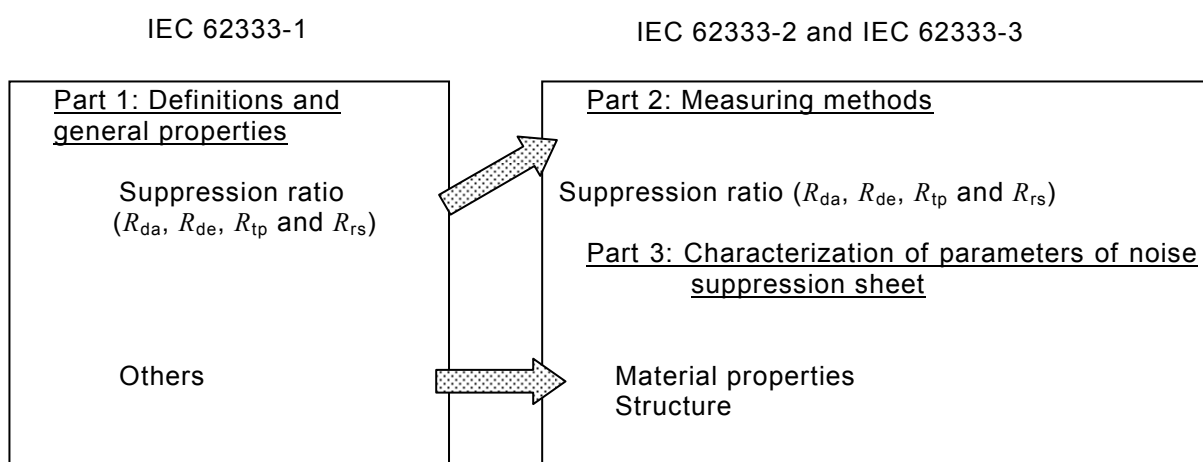 IEC 62333-1
IEC 62333-2 and IEC 62333-3
Part 1: Definitions and
general properties
Suppression ratio
(Rda, Rde, Rtp and Rrs)
Others
Part 2: Measuring methods
Suppression ratio (Rda, Rde, Rtp and Rrs)
Part 3: Characterization of parameters of noise
suppression sheet
Material properties
Structure